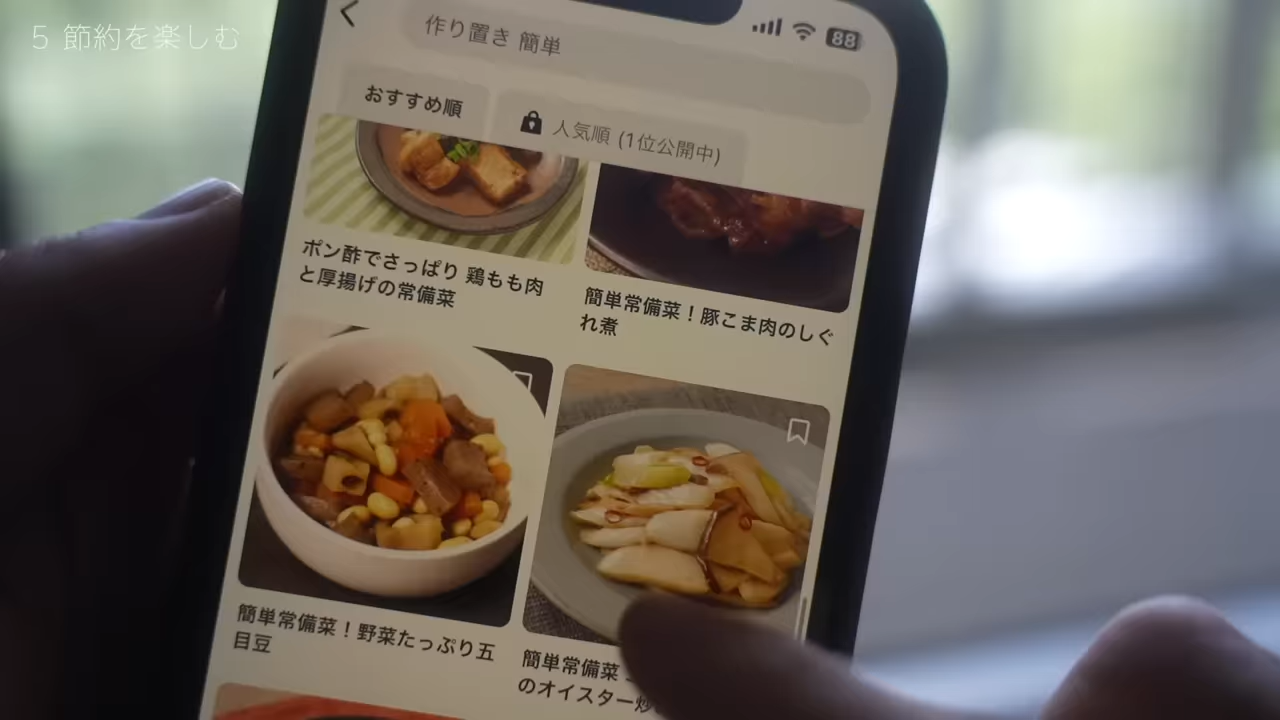 5 節約を楽しむ
88
作り置き 簡単
おすすめ順
人気順 (1位公開中)
ポン酢でさっぱり 鶏もも肉
と厚揚げの常備菜
簡単常備菜！豚こま肉のしぐ
れ煮
簡単常備菜！野菜たっぷり五
目豆
簡単常備菜
のオイスター炒